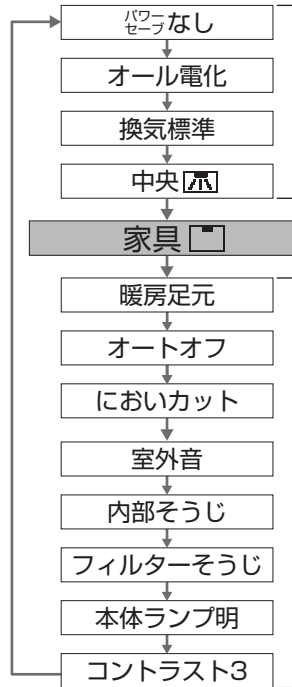 パワーセーブなし
オール電化
換気標準
中央
家具
暖房足元
オートオフ
においカット
室外音
内部そうじ
フィルターそうじ
本体ランプ明
コントラスト3